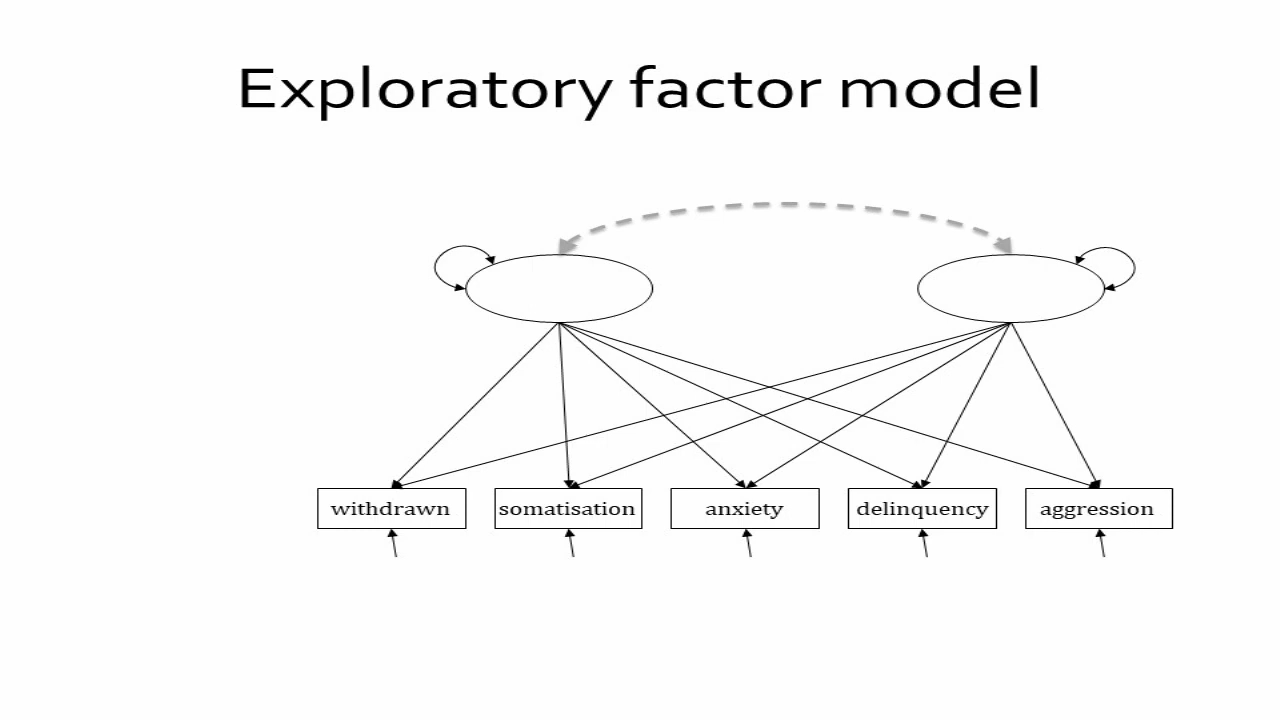 Exploratory factor model
withdrawn somatisation anxiety delinquency aggression